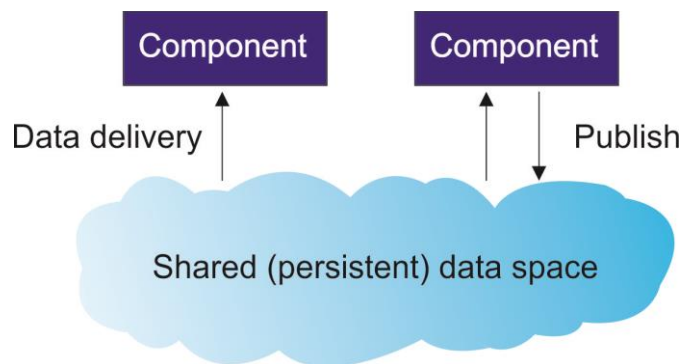 Component
Component
Data delivery
Publish
Shared (persistent) data space